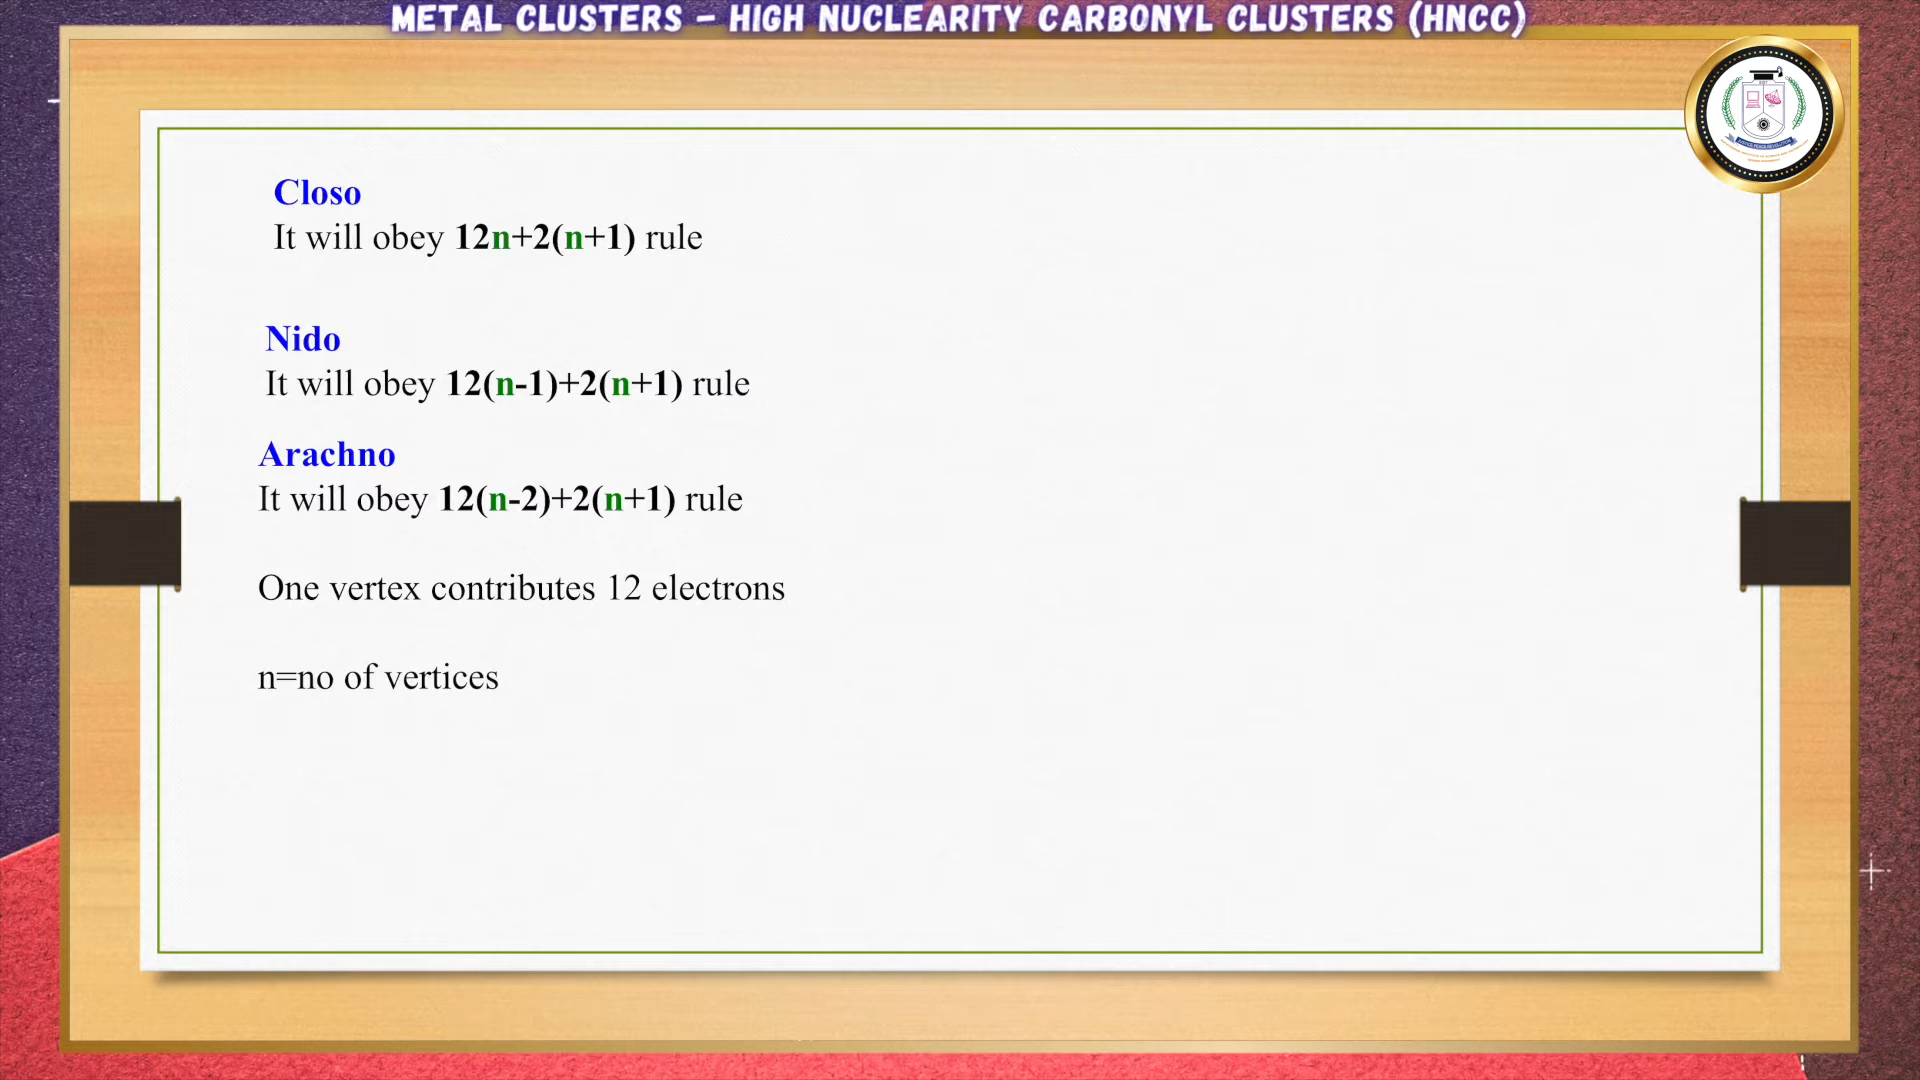 METAL CLUSTERS – HIGH NUCLEARITY CARBONYL CLUSTERS (HNCC)
Closo
It will obey 12n+2(n+1) rule
Nido
It will obey 12(n-1)+2(n+1) rule
Arachno
It will obey 12(n-2)+2(n+1) rule
One vertex contributes 12 electrons
n=no of vertices